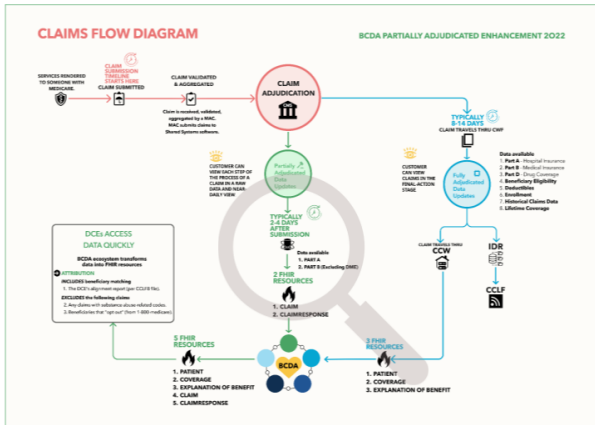 CLAIMS FLOW DIAGRAM
BCDA PARTIALLY ADJUDICATED ENHANCEMENT 2022
SERVICES RENDERED
TO SOMEONE WITH
MEDICARE.
CLAIM
SUBMISSION
TIMELINE
STARTS HERE
CLAIM SUBMITTED
CLAIM VALIDATED
& AGGREGATED
Claim is received, validated,
aggregated by a MAC.
MAC submits claims to
Shared Systems software.
CLAIM
ADJUDICATION
TYPICALLY
8-14 DAYS
CLAIM TRAVELS THRU CWF
CUSTOMER CAN
VIEW EACH STEP OF
THE PROCESS OF A
CLAIM IN A RAW
DATA AND NEAR-
DAILY VIEW
Partially
Adjudicated
Data
Updates
CUSTOMER
CAN VIEW
CLAIMS IN THE
FINAL-ACTION
STAGE
Fully
Adjudicated
Data
Updates
Data available
1. Part A - Hospital Insurance
2. Part B - Medical Insurance
3. Part D - Drug Coverage
4. Beneficiary Eligibility
5. Deductibles
6. Enrollment
7. Historical Claims Data
8. Lifetime Coverage
TYPICALLY
2-4 DAYS
AFTER
SUBMISSION
Data available
1. PART A
2. PART B (Excluding DME)
2 FHIR
RESOURCES
1. CLAIM
2. CLAIMRESPONSE
CLAIM TRAVELS THRU
CCW
IDR
CCLF
DCEs ACCESS
DATA QUICKLY
BCDA ecosystem transforms
data into FHIR resources
ATTRIBUTION
INCLUDES beneficiary matching
1. The DCE's alignment report (per CCLF8 file).
EXCLUDES the following claims
2. Any claims with substance abuse related codes.
3. Beneficiaries that "opt out" (from 1-800-medicare).
5 FHIR
RESOURCES
1. PATIENT
2. COVERAGE
3. EXPLANATION OF BENEFIT
4. CLAIM
5. CLAIMRESPONSE
BCDA
3 FHIR
RESOURCES
1. PATIENT
2. COVERAGE
3. EXPLANATION OF BENEFIT